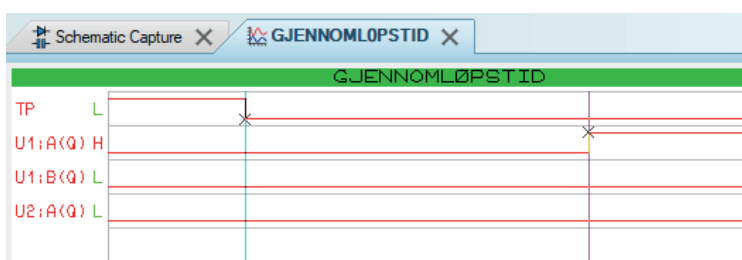 Schematic Capture GJENNOMLØPSTID
GJENNOMLØPSTID
TP L
U1:A(Q) H
U1:B(Q) L
U2:A(Q) L